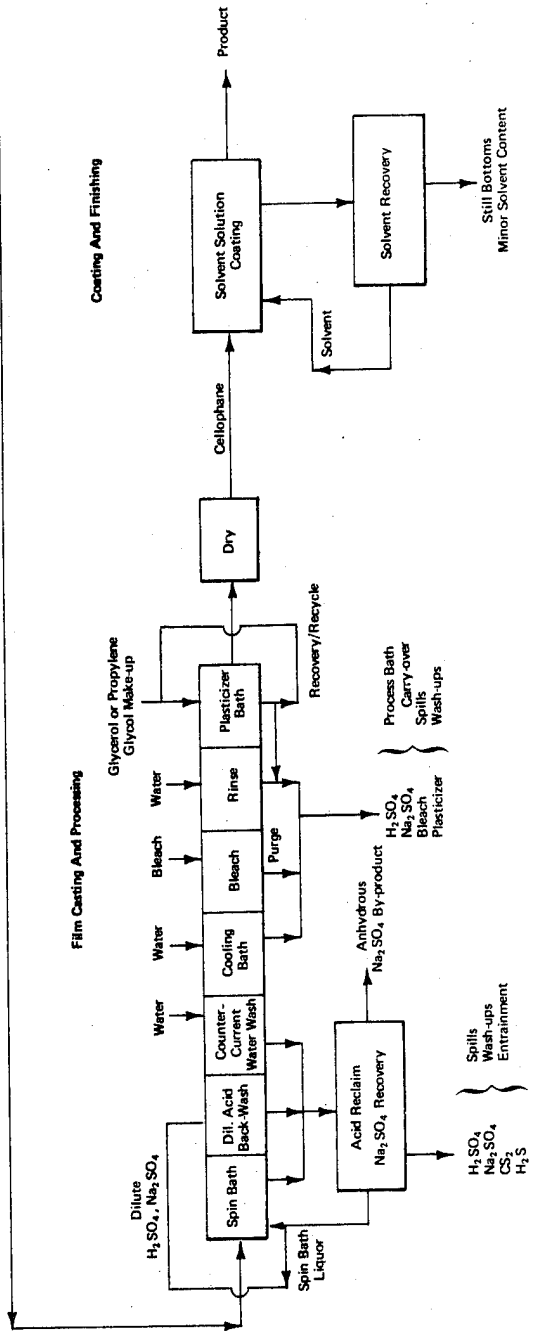 Film Casting And Processing
Coating And Finishing
Dilute
H2SO4, Na2SO4
Water
Water
Bleach
Water
Glycerol or Propylene
Glycol Make-up
Spin Bath
Dil. Acid
Back-Wash
Counter-
Current
Water Wash
Cooling
Bath
Bleach
Rinse
Plasticizer
Bath
Dry
Cellophane
Solvent Solution
Coating
Product
Spin Bath
Liquor
Purge
Recovery/Recycle
Solvent
Solvent Recovery
Acid Reclaim
Na2SO4 Recovery
Anhydrous
Na2SO4 By-product
H2SO4
Na2SO4
Bleach
Plasticizer
Process Bath
Carry-over
Spills
Wash-ups
Still Bottoms
Minor Solvent Content
H2SO4
Na2SO4
CS2
H2S
Spills
Wash-ups
Entrainment